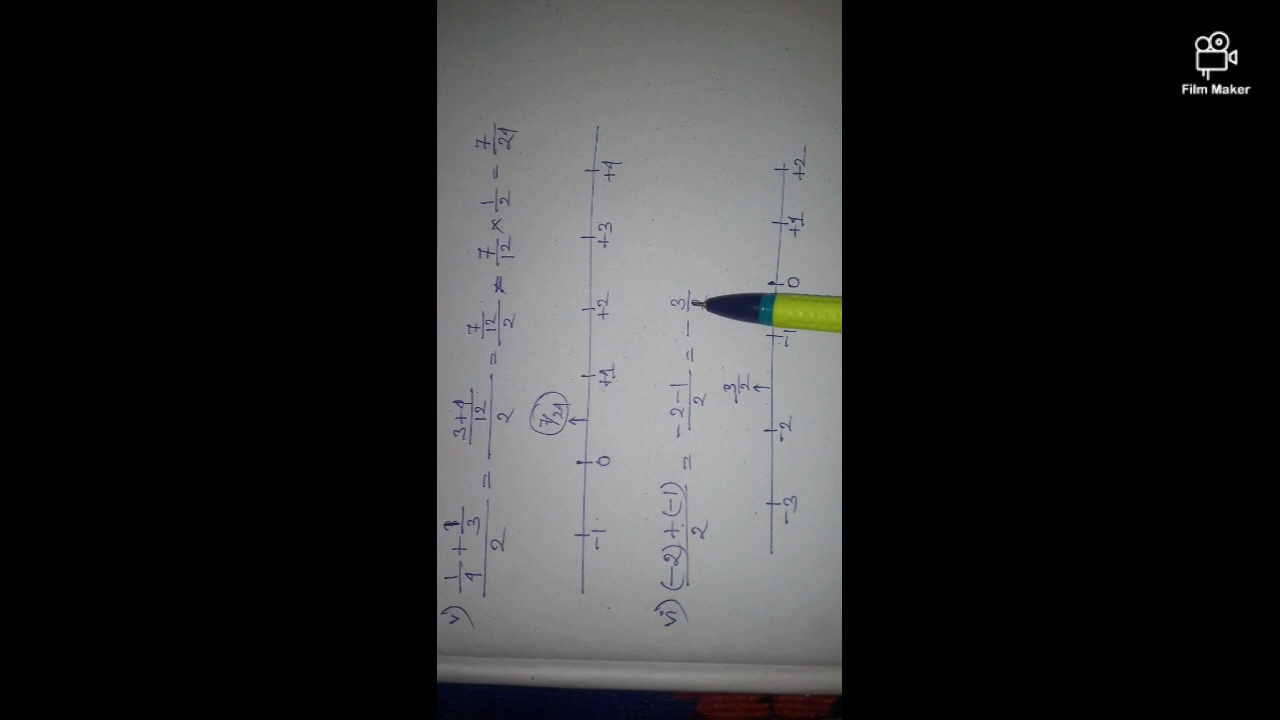 v) (1/4 + 1/3)/2 = ((3+4)/12)/2 = (7/12)/2 = 7/12 × 1/2 = 7/24
7/24
-1 0 +1 +2 +3 +4
vi) ((-2)+(-1))/2 = (-2-1)/2 = -3
-3/2
-3 -2 -1 0 +1 +2
Film Maker